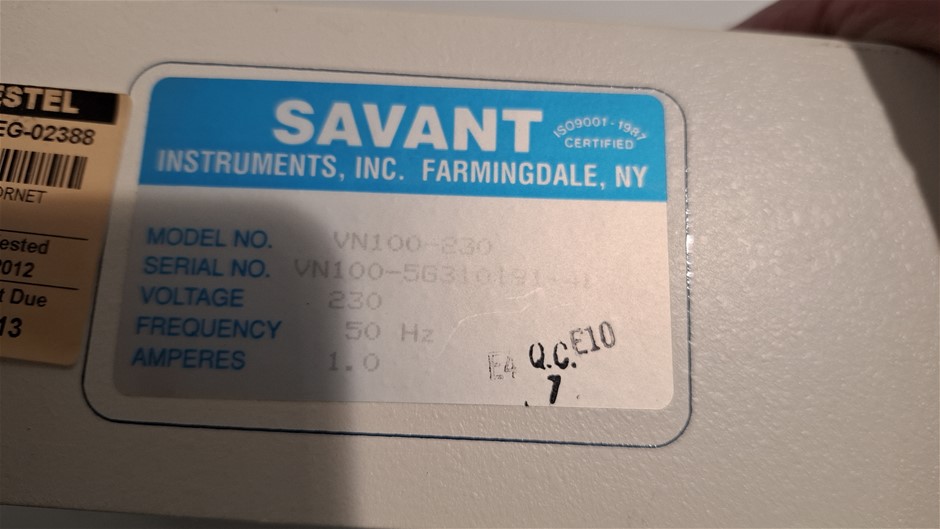 ESTEL
EG-02388
ORNET
ested
2012
t Due
13
SAVANT
ISO9001-1987
CERTIFIED
INSTRUMENTS, INC. FARMINGDALE, NY
MODEL NO. VN100-230
SERIAL NO.
VOLTAGE 230
FREQUENCY 50 Hz
AMPERES 1.0
E4 Q.C. E10
7